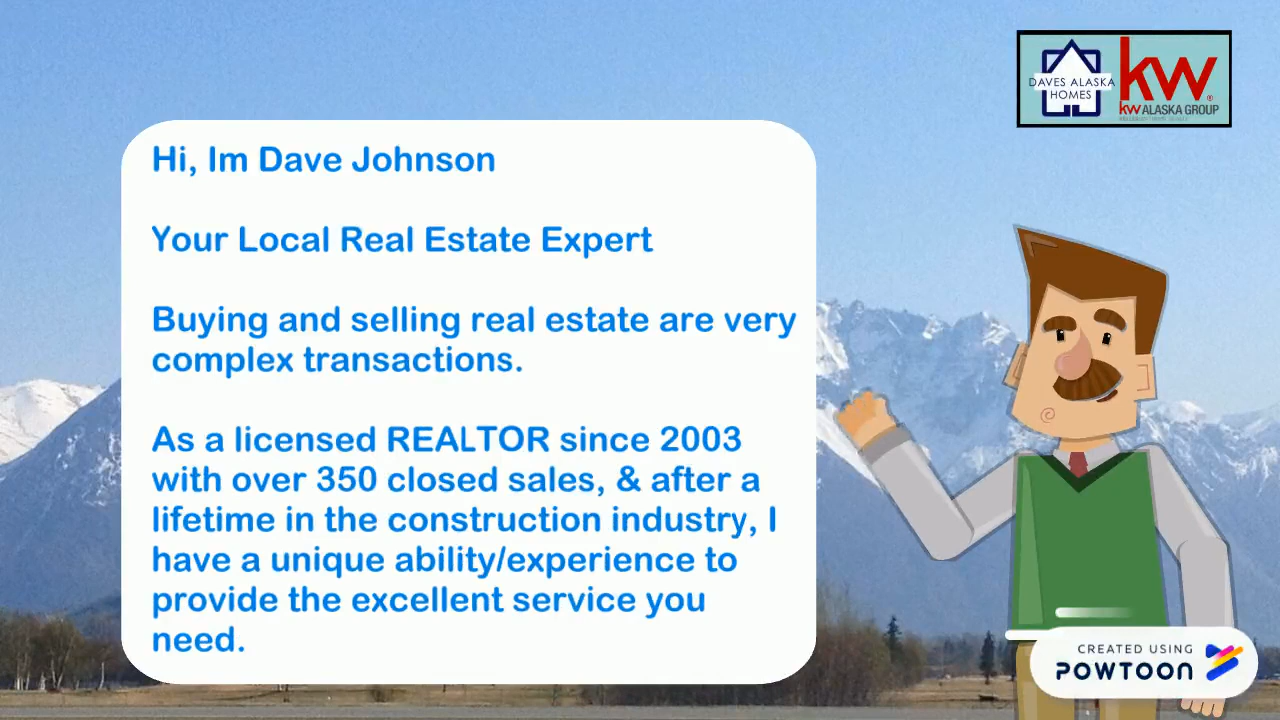 DAVES ALASKA
HOMES
kw
kw ALASKA GROUP
Hi, Im Dave Johnson
Your Local Real Estate Expert
Buying and selling real estate are very
complex transactions.
As a licensed REALTOR since 2003
with over 350 closed sales, & after a
lifetime in the construction industry, I
have a unique ability/experience to
provide the excellent service you
need.
CREATED USING
POWTOON